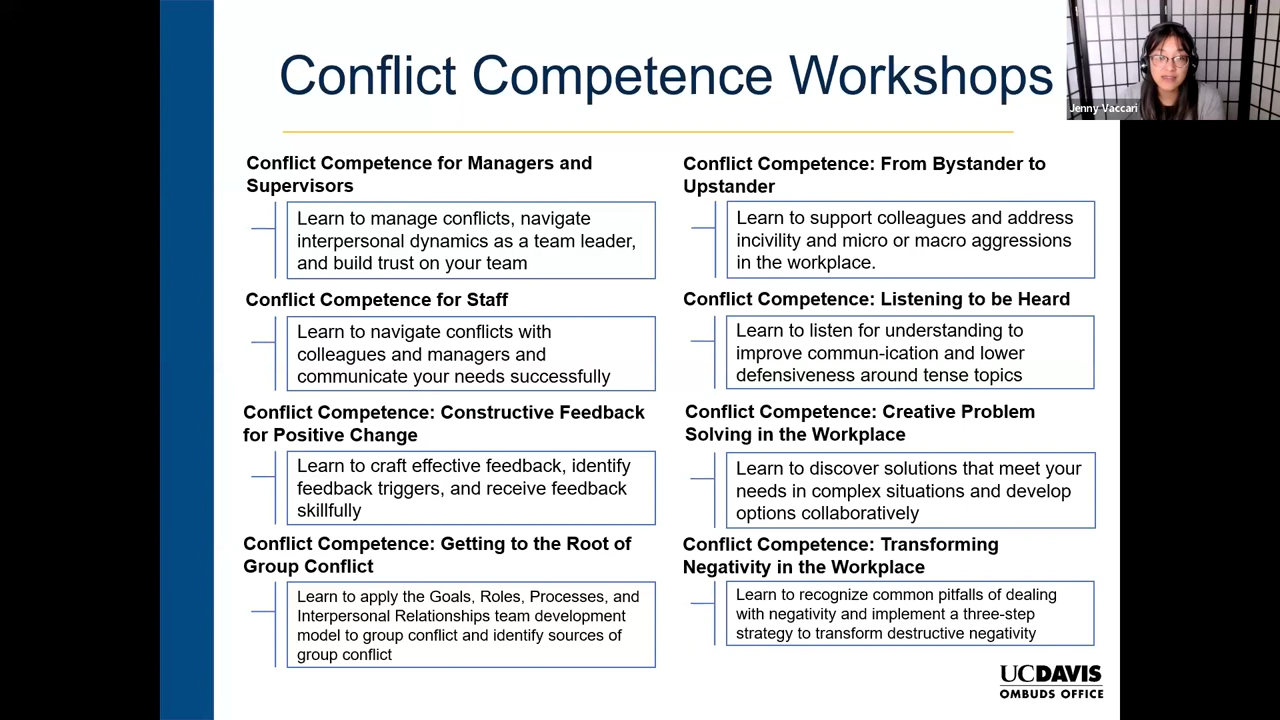 Conflict Competence Workshops
Jenny Vaccari
Conflict Competence for Managers and
Supervisors
Learn to manage conflicts, navigate
interpersonal dynamics as a team leader,
and build trust on your team
Conflict Competence for Staff
Learn to navigate conflicts with
colleagues and managers and
communicate your needs successfully
Conflict Competence: Constructive Feedback
for Positive Change
Learn to craft effective feedback, identify
feedback triggers, and receive feedback
skillfully
Conflict Competence: Getting to the Root of
Group Conflict
Learn to apply the Goals, Roles, Processes, and
Interpersonal Relationships team development
model to group conflict and identify sources of
group conflict
Conflict Competence: From Bystander to
Upstander
Learn to support colleagues and address
incivility and micro or macro aggressions
in the workplace.
Conflict Competence: Listening to be Heard
Learn to listen for understanding to
improve commun-ication and lower
defensiveness around tense topics
Conflict Competence: Creative Problem
Solving in the Workplace
Learn to discover solutions that meet your
needs in complex situations and develop
options collaboratively
Conflict Competence: Transforming
Negativity in the Workplace
Learn to recognize common pitfalls of dealing
with negativity and implement a three-step
strategy to transform destructive negativity
UCDAVIS
OMBUDS OFFICE